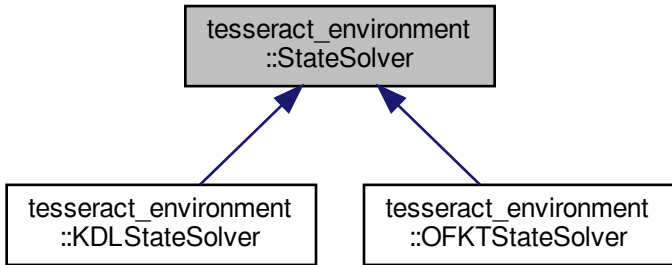 tesseract_environment
::StateSolver
tesseract_environment
::KDLStateSolver
tesseract_environment
::OFKTStateSolver